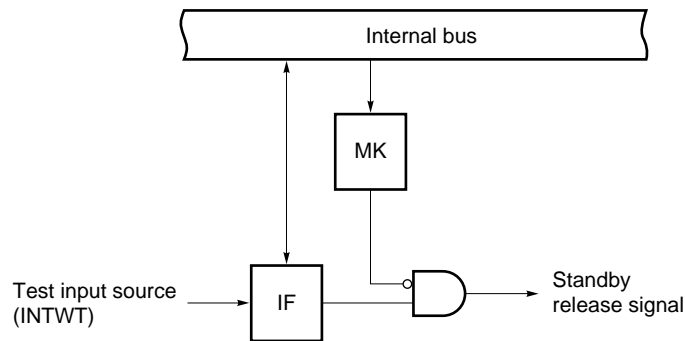 Internal bus
MK
Test input source
(INTWT)
IF
Standby
release signal